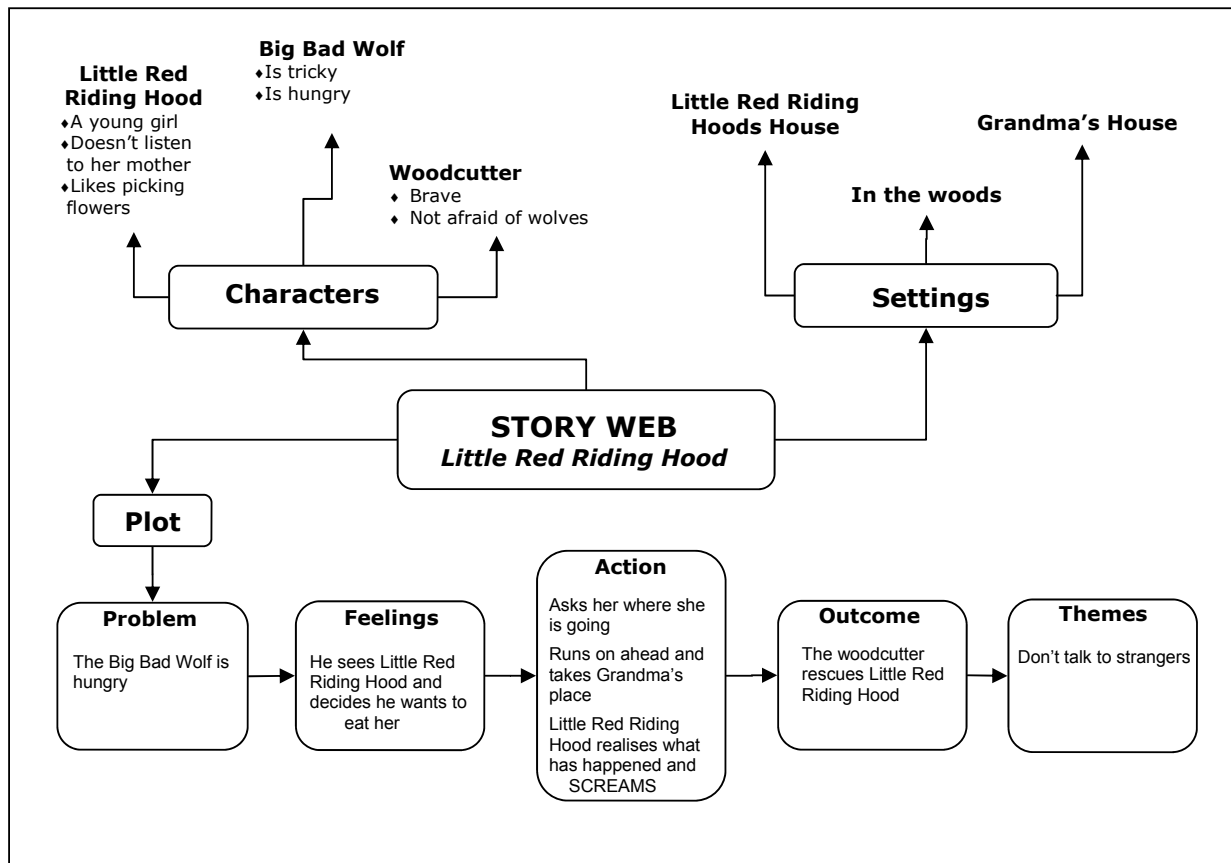 Big Bad Wolf
♦Is tricky
♦Is hungry
Little Red
Riding Hood
♦A young girl
♦Doesn’t listen
to her mother
♦Likes picking
flowers
Woodcutter
♦ Brave
♦ Not afraid of wolves
Characters
Little Red Riding
Hoods House
Grandma’s House
In the woods
Settings
STORY WEB
Little Red Riding Hood
Plot
Problem
The Big Bad Wolf is
hungry
Feelings
He sees Little Red
Riding Hood and
decides he wants to
eat her
Action
Asks her where she
is going
Runs on ahead and
takes Grandma’s
place
Little Red Riding
Hood realises what
has happened and
SCREAMS
Outcome
The woodcutter
rescues Little Red
Riding Hood
Themes
Don’t talk to strangers